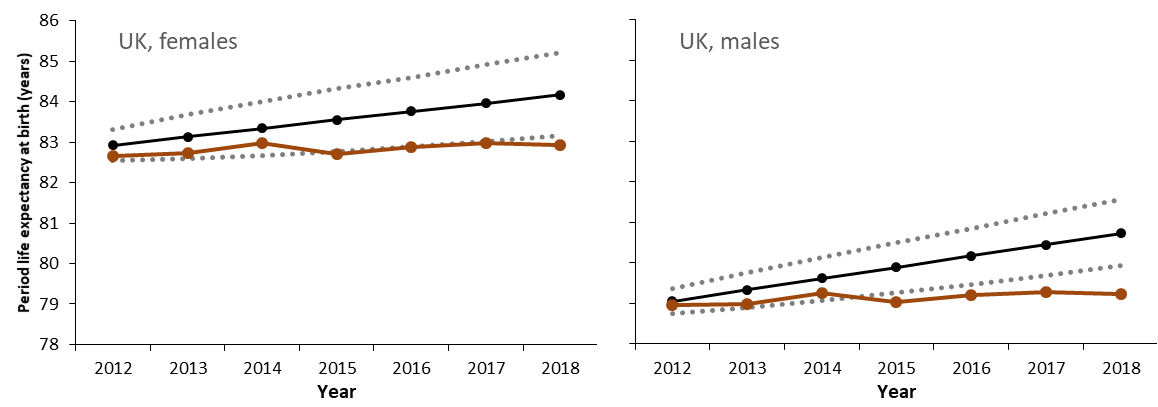 UK, females
Period life expectancy at birth (years)
86
85
84
83
82
81
80
79
78
2012 2013 2014 2015 2016 2017 2018
Year
UK, males
2012 2013 2014 2015 2016 2017 2018
Year